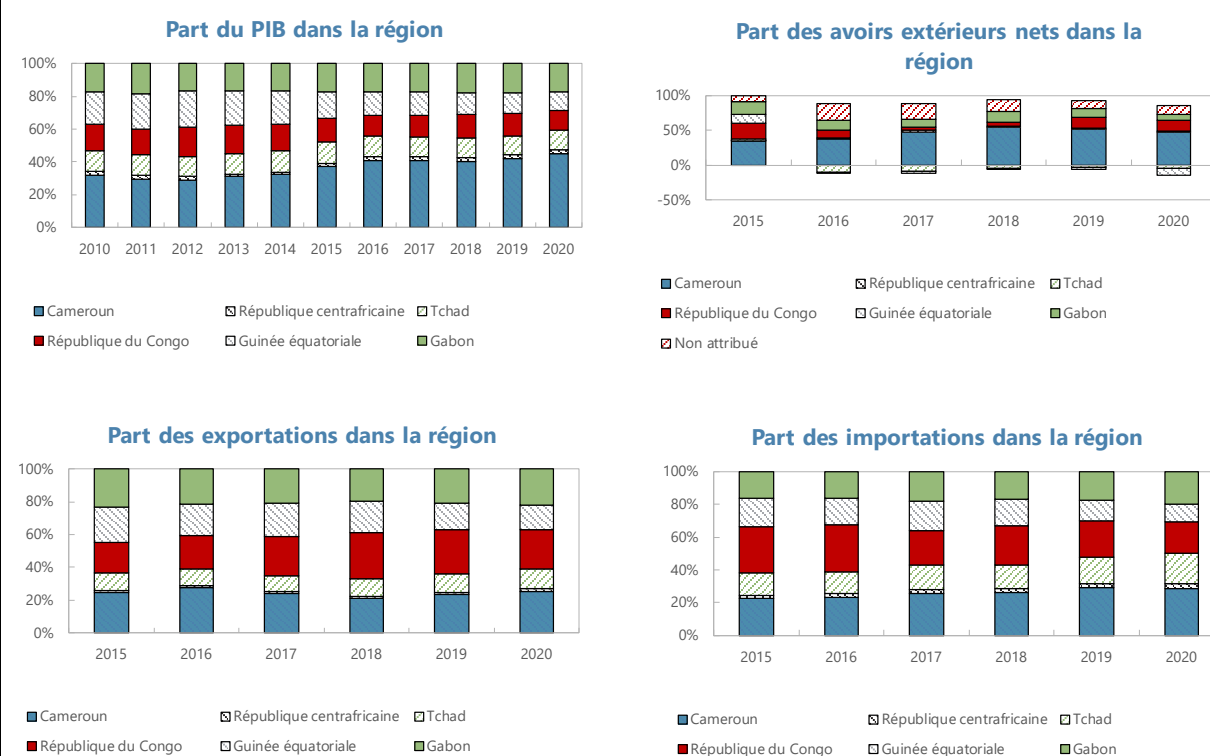 Part du PIB dans la région
100%
80%
60%
40%
20%
0%
2010 2011 2012 2013 2014 2015 2016 2017 2018 2019 2020
Cameroun République centrafricaine Tchad
République du Congo Guinée équatoriale Gabon
Part des avoirs extérieurs nets dans la
région
100%
50%
0%
-50%
2015 2016 2017 2018 2019 2020
Cameroun République centrafricaine Tchad
République du Congo Guinée équatoriale Gabon
Non attribué
Part des exportations dans la région
100%
80%
60%
40%
20%
0%
2015 2016 2017 2018 2019 2020
Cameroun République centrafricaine Tchad
République du Congo Guinée équatoriale Gabon
Part des importations dans la région
100%
80%
60%
40%
20%
0%
2015 2016 2017 2018 2019 2020
Cameroun République centrafricaine Tchad
République du Congo Guinée équatoriale Gabon